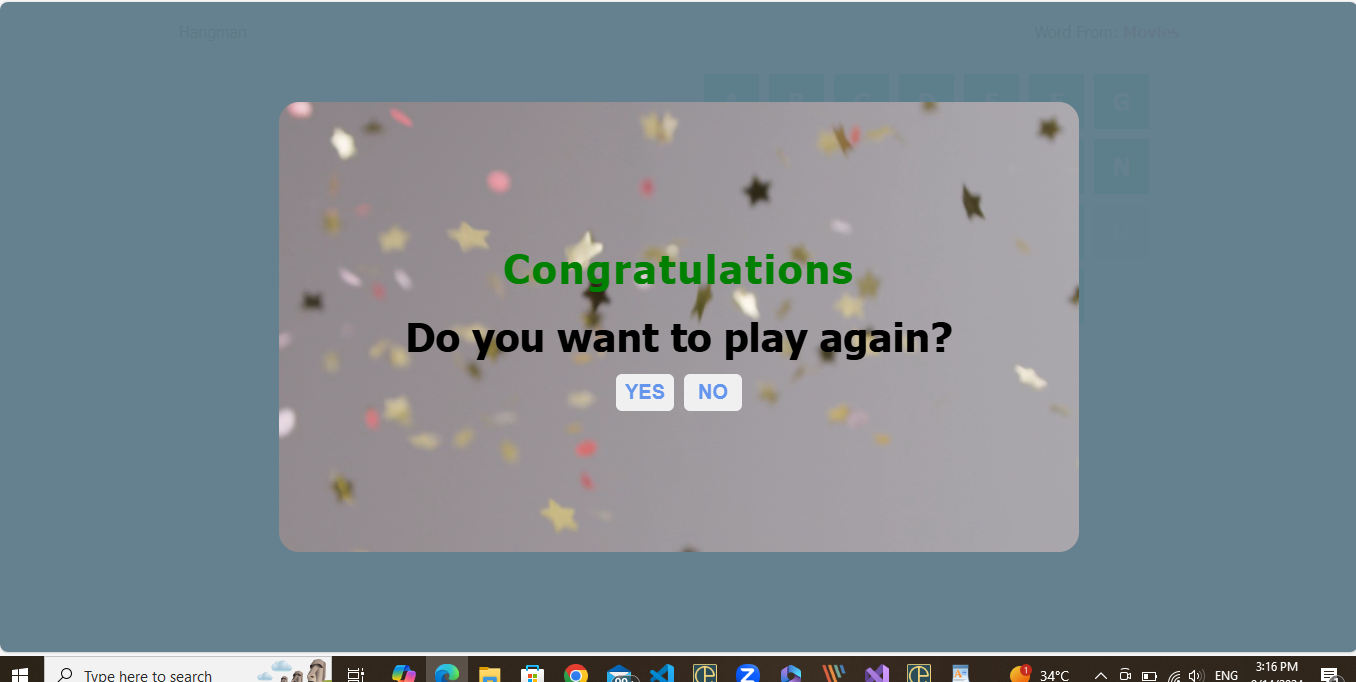 Hangman
Word From: Movies
G
N
Congratulations
Do you want to play again?
YES NO
Type here to search
34°C
ENG
3:16 PM